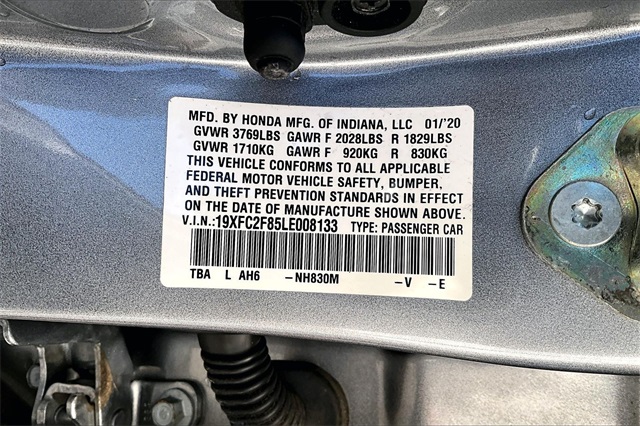 MFD. BY HONDA MFG. OF INDIANA, LLC 01/'20
GVWR 3769LBS GAWR F 2028LBS R 1829LBS
GVWR 1710KG GAWR F 920KG R 830KG
THIS VEHICLE CONFORMS TO ALL APPLICABLE
FEDERAL MOTOR VEHICLE SAFETY, BUMPER,
AND THEFT PREVENTION STANDARDS IN EFFECT
ON THE DATE OF MANUFACTURE SHOWN ABOVE.
V.I.N.:19XFC2F85LE008133 TYPE: PASSENGER CAR
TBA L AH6 -NH830M -V -E